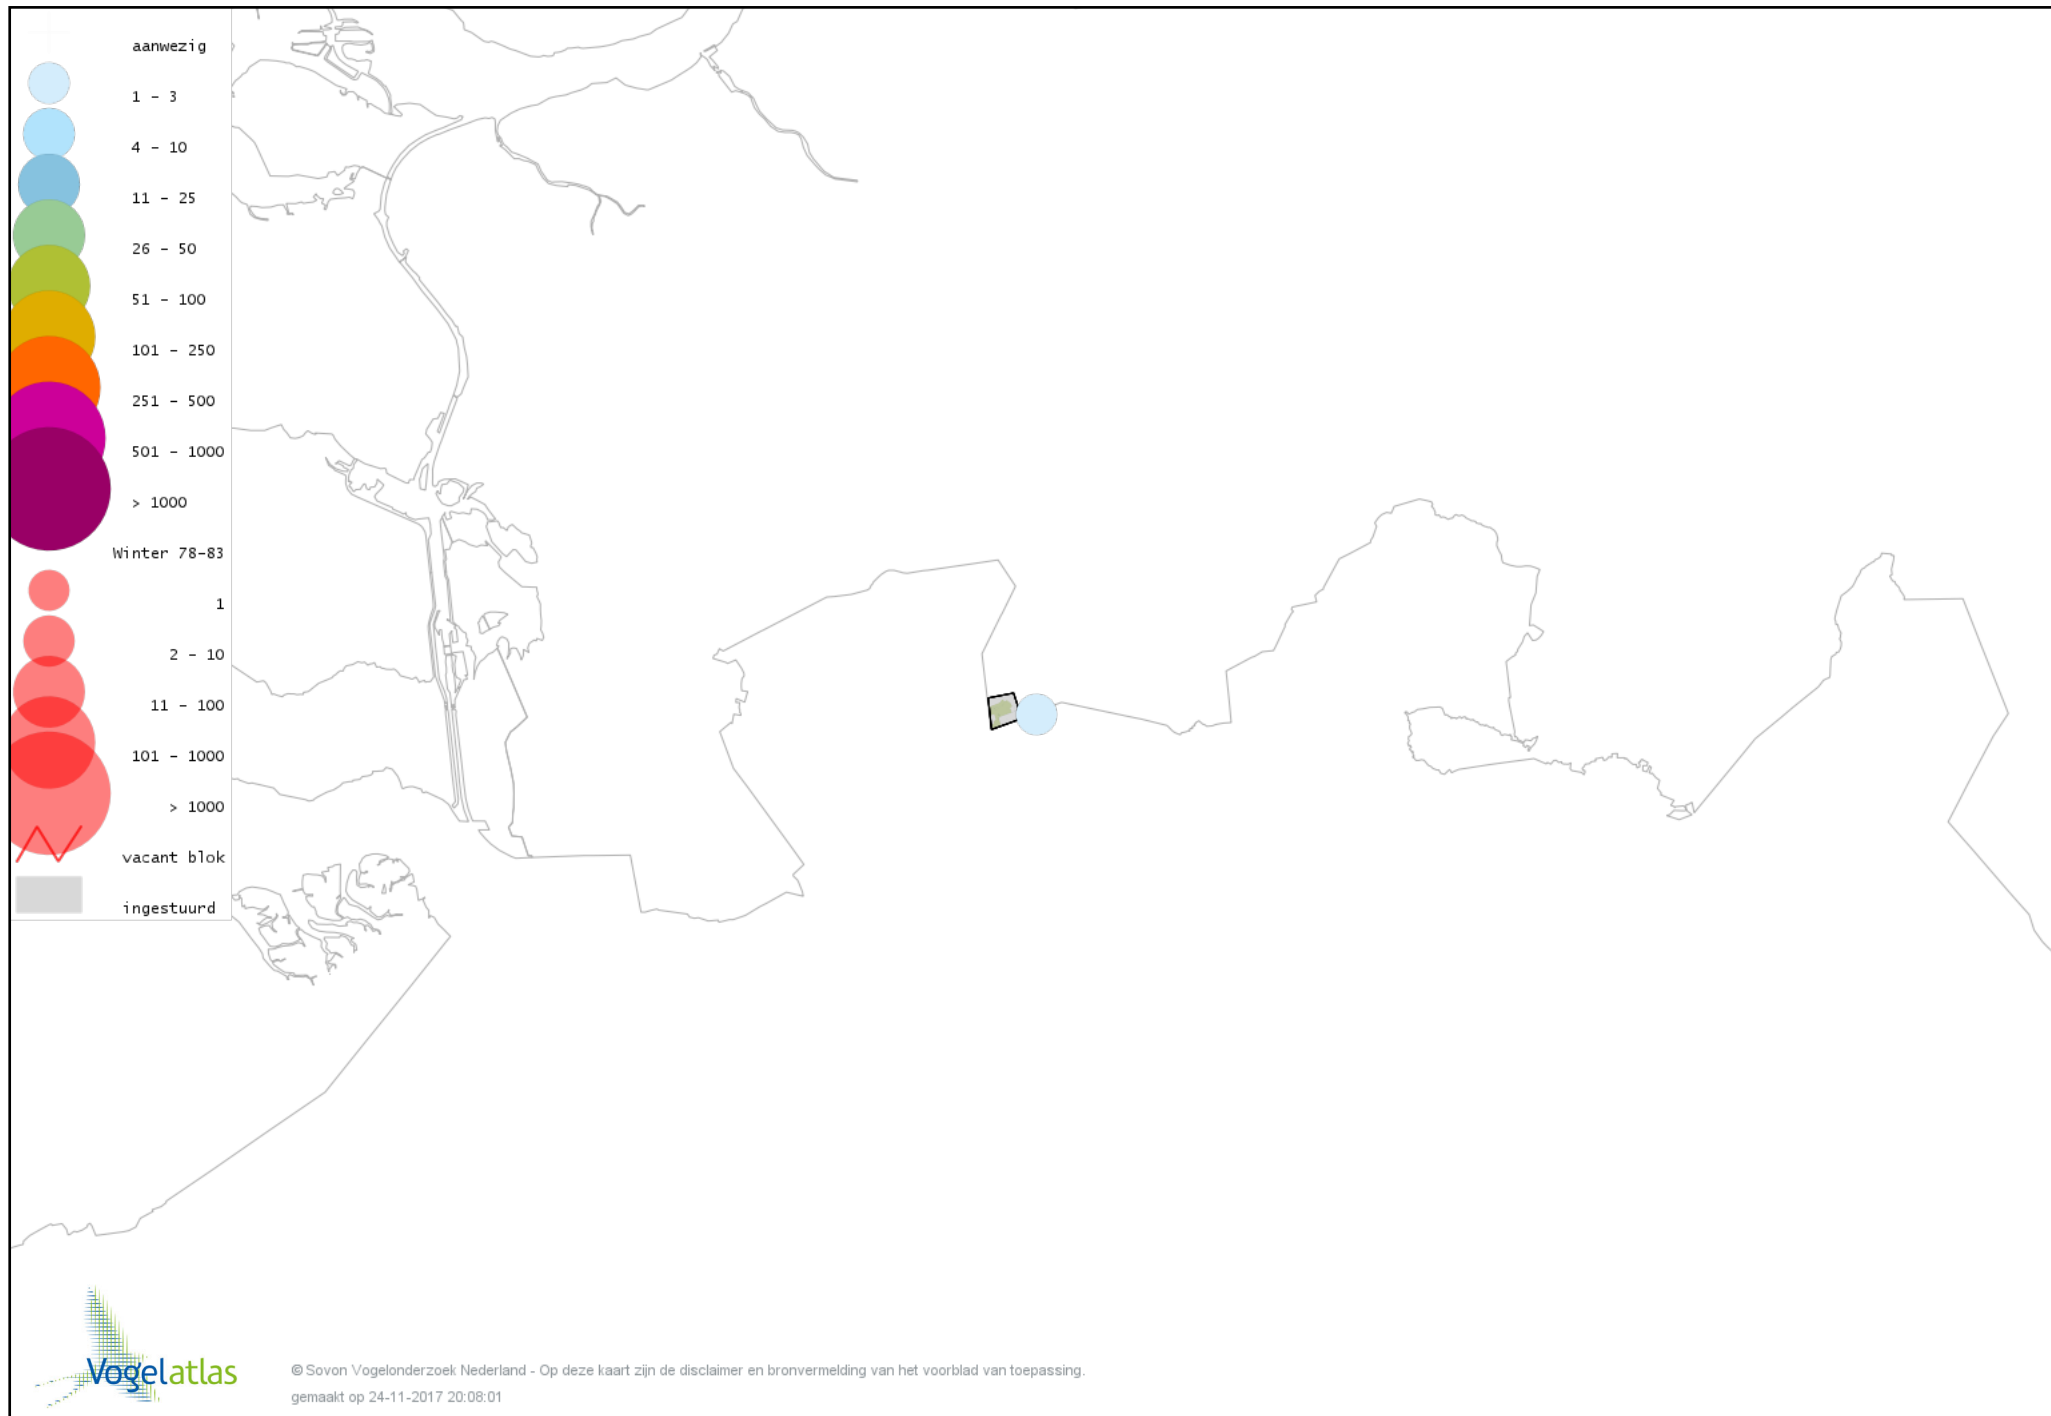 aanwezig
1 - 3
4 - 10
11 - 25
26 - 50
51 - 100
101 - 250
251 - 500
501 - 1000
> 1000
Winter 78-83
1
2 - 10
11 - 100
101 - 1000
> 1000
vacant blok
ingestuurd
Vogelatlas
© Sovon Vogelonderzoek Nederland - Op deze kaart zijn de disclaimer en bronvermelding van het voorblad van toepassing.
gemaakt op 24-11-2017 20:08:01